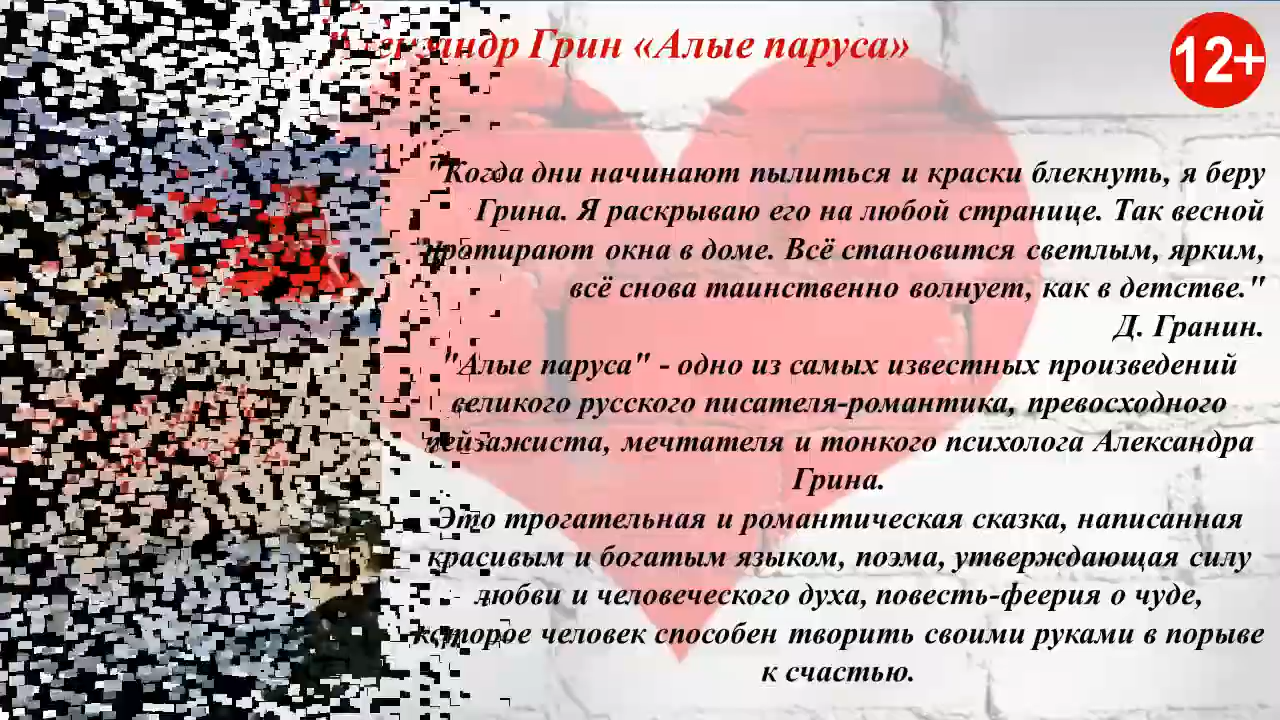 Александр Грин «Алые паруса»
12+
"Когда дни начинают пылиться и краски блекнуть, я беру
Грина. Я раскрываю его на любой странице. Так весной
протирают окна в доме. Всё становится светлым, ярким,
всё снова таинственно волнует, как в детстве."
Д. Гранин.
"Алые паруса" - одно из самых известных произведений
великого русского писателя-романтика, превосходного
пейзажиста, мечтателя и тонкого психолога Александра
Грина.
Это трогательная и романтическая сказка, написанная
красивым и богатым языком, поэма, утверждающая силу
любви и человеческого духа, повесть-феерия о чуде,
которое человек способен творить своими руками в порыве
к счастью.